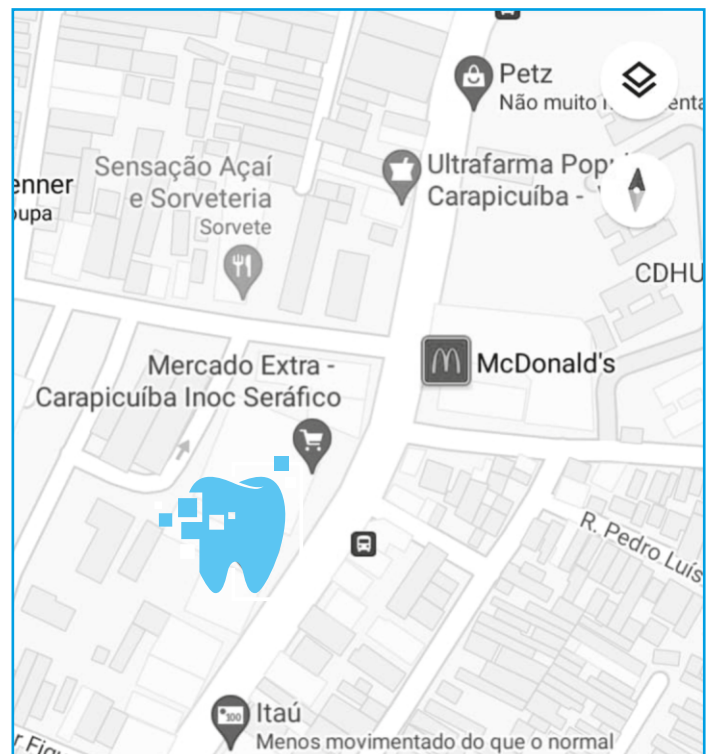 Petz
Não muito
Sensação Açaí
e Sorveteria
Sorvete
Ultrafarma
Carapicuíba -
enner
oupa
CDHU
McDonald's
Mercado Extra -
Carapicuíba Inoc Seráfico
R. Pedro Luís
Itaú
Menos movimentado do que o normal